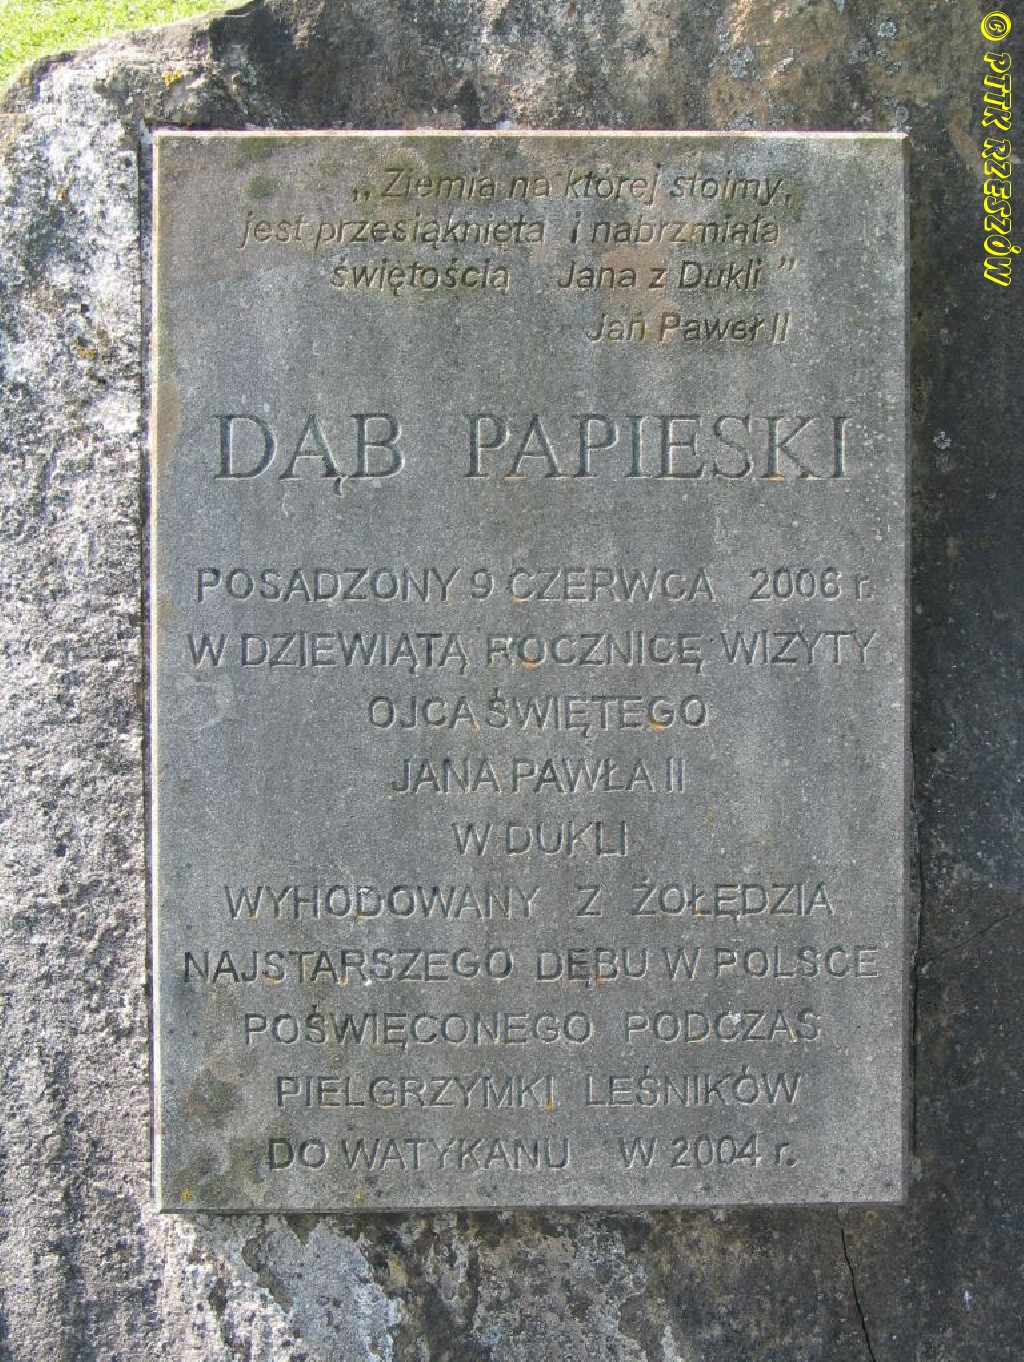 „Ziemia na której stoimy,
jest przesiąknięta i nabrzmiała
świętością Jana z Dukli"
Jan Paweł II
DĄB PAPIESKI
POSADZONY 9 CZERWCA 2006 r.
W DZIEWIĄTĄ ROCZNICĘ WIZYTY
OJCA ŚWIĘTEGO
JANA PAWŁA II
W DUKLI
WYHODOWANY Z ŻOŁĘDZIA
NAJSTARSZEGO DĘBU W POLSCE
POŚWIĘCONEGO PODCZAS
PIELGRZYMKI LEŚNIKÓW
DO WATYKANU W 2004 r.
© PTTK RZESZÓW